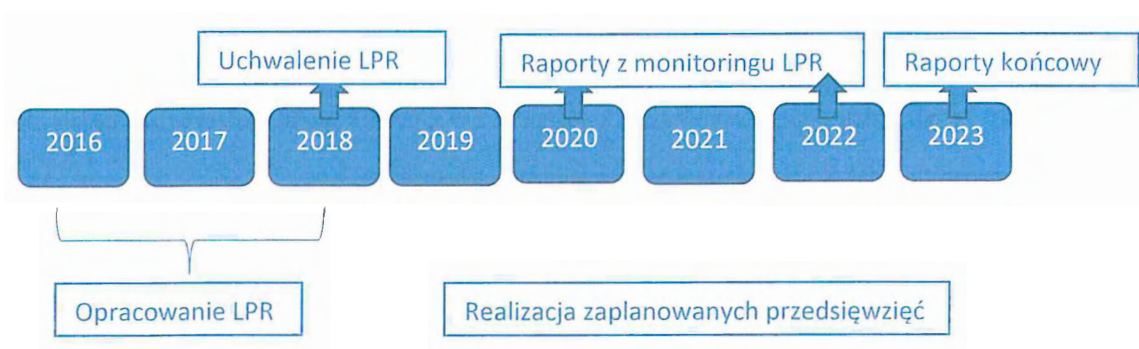 Uchwalenie LPR
Raporty z monitoringu LPR
Raporty końcowy
2016
2017
2018
2019
2020
2021
2022
2023
Opracowanie LPR
Realizacja zaplanowanych przedsięwzięć